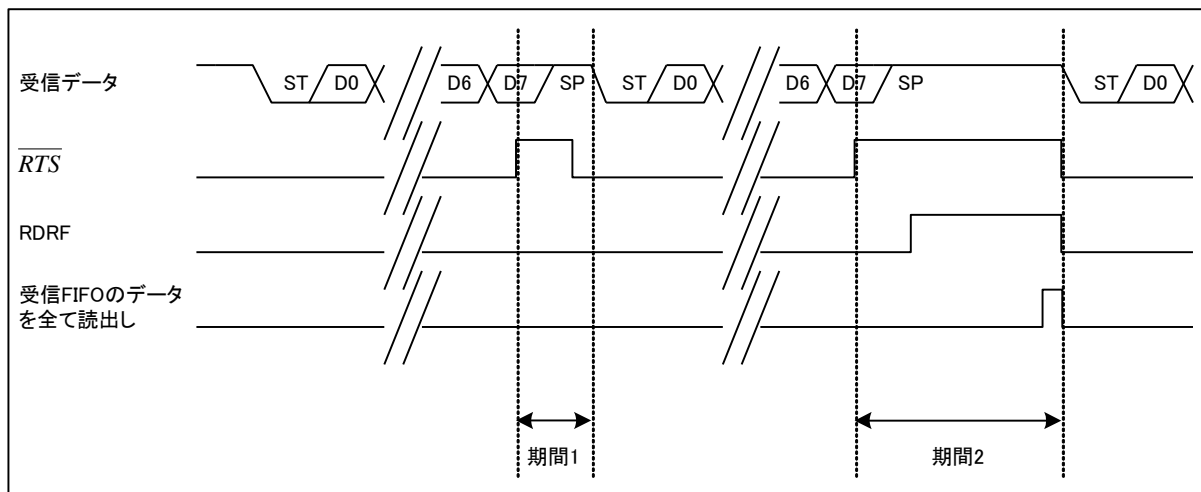 受信データ
ST D0 D6 D7 SP ST D0 D6 D7 SP ST D0
RTS
RDRF
受信FIFOのデータ
を全て読出し
期間1 期間2